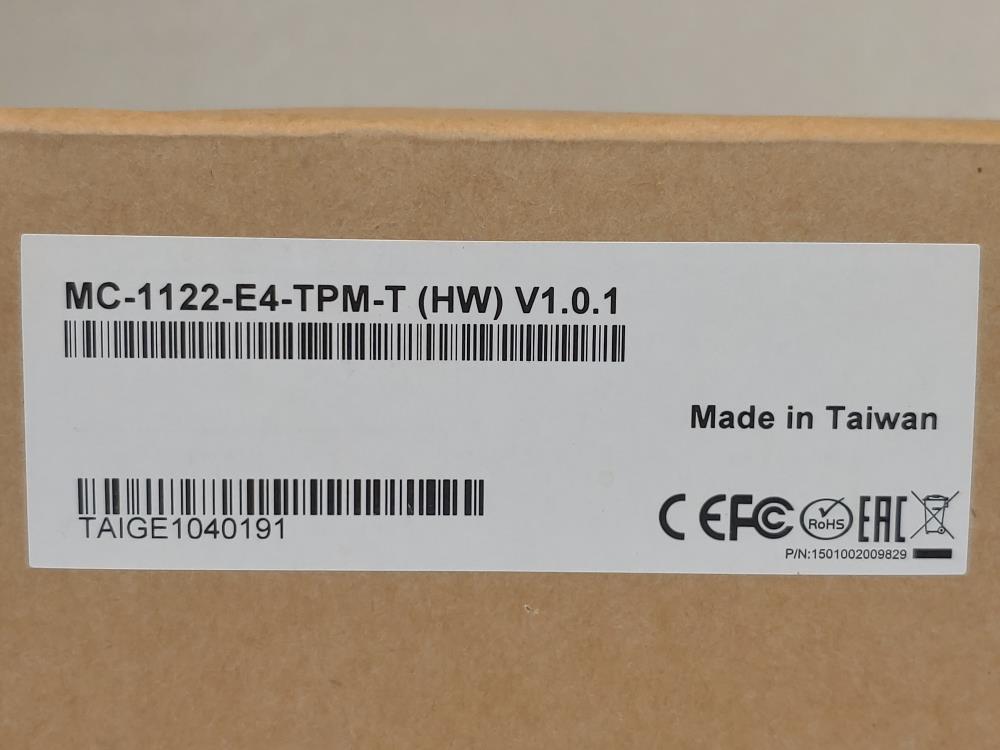 MC-1122-E4-TPM-T (HW) V1.0.1
Made in Taiwan
TAIGE1040191
CE FC RoHS EAC
P/N:1501002009829